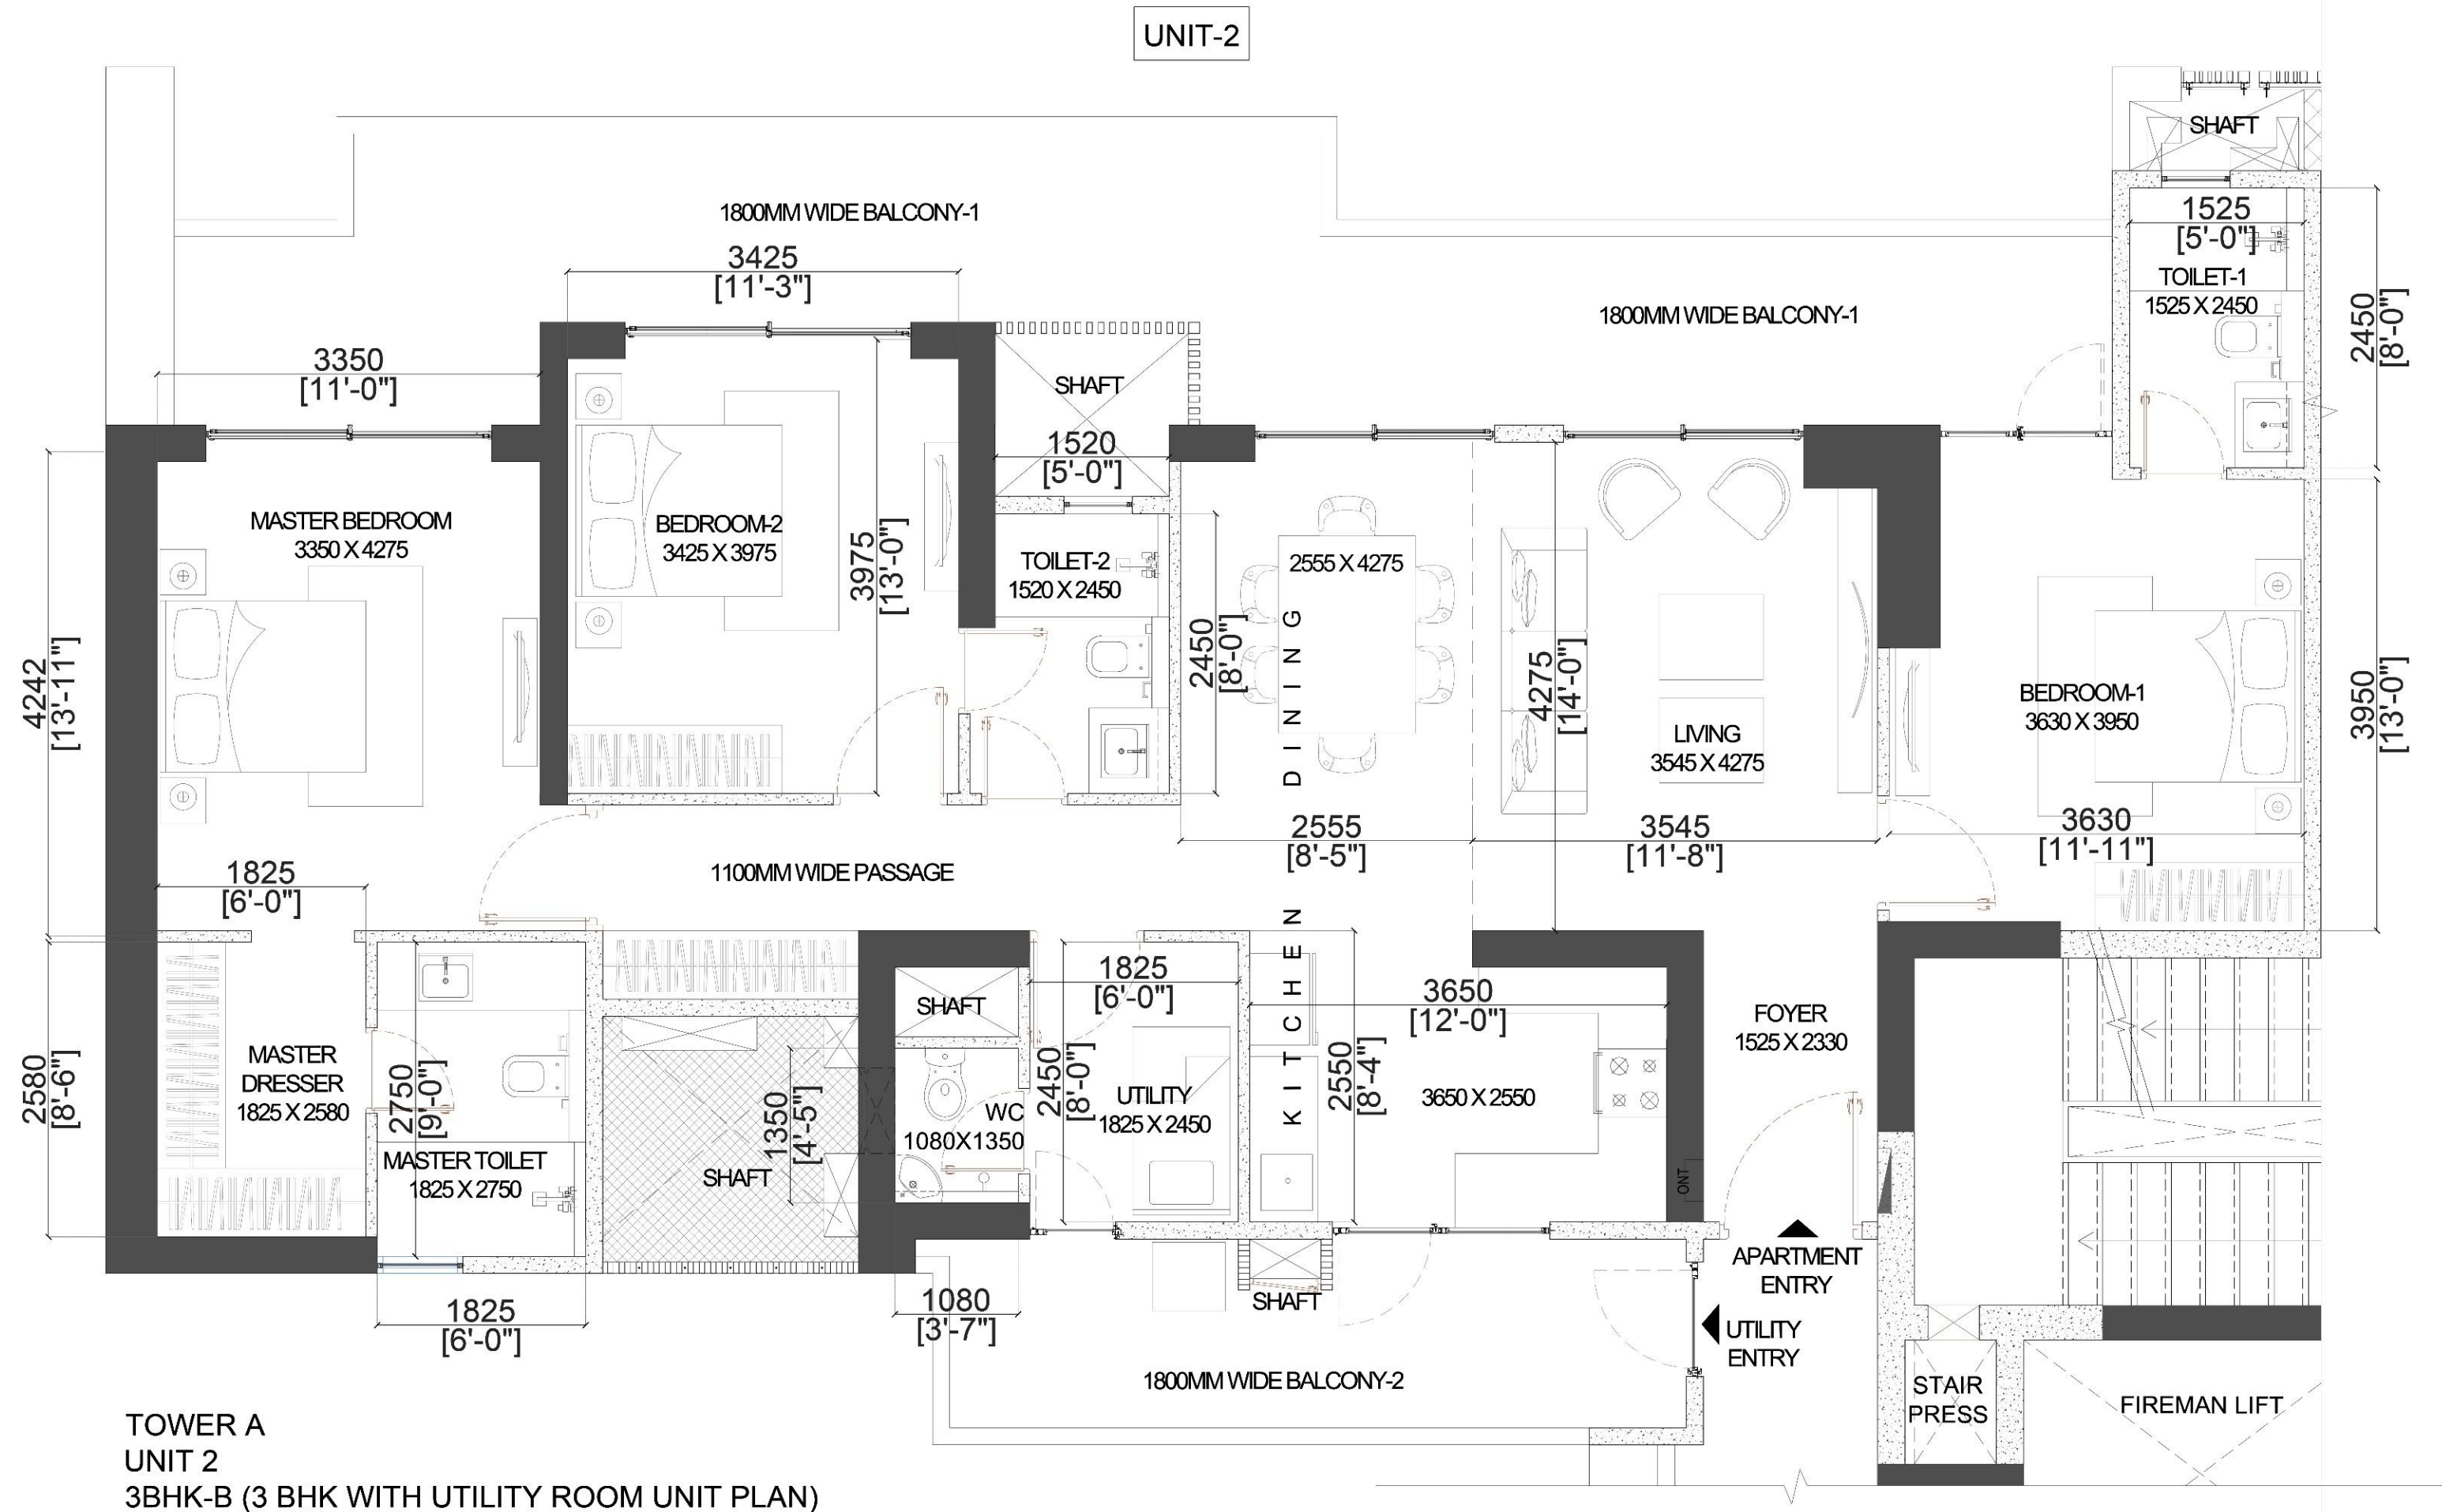 UNIT-2
SHAFT
1800MM WIDE BALCONY-1
1525
[5'-0"]
3425
[11'-3"]
TOILET-1
1525 X 2450
2450
[8'-0"]
1800MM WIDE BALCONY-1
3350
[11'-0"]
SHAFT
1520
[5'-0"]
MASTER BEDROOM
3350 X 4275
BEDROOM-2
3425 X 3975
3975
[13'-0"]
TOILET-2
1520 X 2450
2450
[8'-0"]
2555 X 4275
DINING
4275
[14'-0"]
LIVING
3545 X 4275
BEDROOM-1
3630 X 3950
3950
[13'-0"]
4242
[13'-11"]
2555
[8'-5"]
3545
[11'-8"]
3630
[11'-11"]
1825
[6'-0"]
1100MM WIDE PASSAGE
KITCHEN
1825
[6'-0"]
3650
[12'-0"]
SHAFT
FOYER
1525 X 2330
MASTER
DRESSER
1825 X 2580
2580
[8'-6"]
2750
[9'-0"]
MASTER TOILET
1825 X 2750
1350
[4'-5"]
SHAFT
WC
1080X1350
2450
[8'-0"]
UTILITY
1825 X 2450
2550
[8'-4"]
3650 X 2550
ONT
APARTMENT
ENTRY
SHAFT
1080
[3'-7"]
1825
[6'-0"]
UTILITY
ENTRY
1800MM WIDE BALCONY-2
STAIR
PRESS
FIREMAN LIFT
TOWER A
UNIT 2
3BHK-B (3 BHK WITH UTILITY ROOM UNIT PLAN)